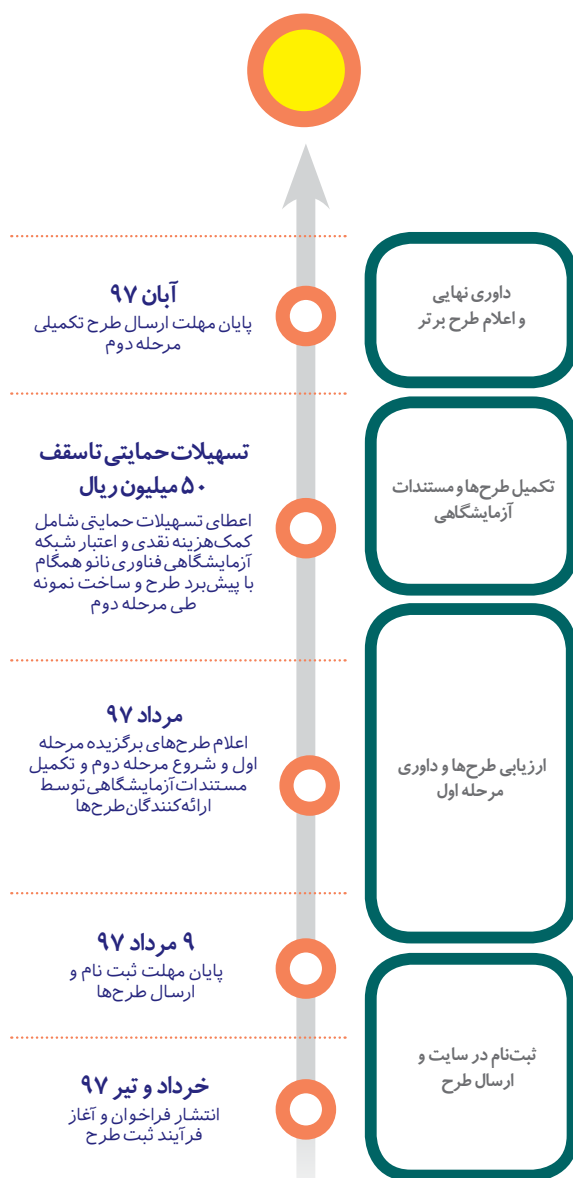 داوری نهایی
و اعلام طرح برتر
آبان ۹۷
پایان مهلت ارسال طرح تکمیلی
مرحله دوم
تکمیل طرح‌ها و مستندات
آزمایشگاهی
تسهیلات حمایتی تا سقف
۵۰ میلیون ریال
اعطای تسهیلات حمایتی شامل
کمک‌هزینه نقدی و اعتبار شبکه
آزمایشگاهی فناوری نانو همگام
با پیش‌برد طرح و ساخت نمونه
طی مرحله دوم
ارزیابی طرح‌ها و داوری
مرحله اول
مرداد ۹۷
اعلام طرح‌های برگزیده مرحله
اول و شروع مرحله دوم و تکمیل
مستندات آزمایشگاهی توسط
ارائه‌کنندگان طرح‌ها
۹ مرداد ۹۷
پایان مهلت ثبت نام و
ارسال طرح‌ها
ثبت‌نام در سایت و
ارسال طرح
خرداد و تیر ۹۷
انتشار فراخوان و آغاز
فرآیند ثبت طرح